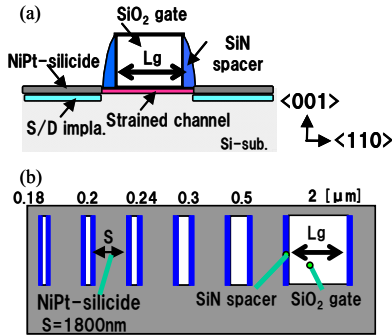 (a)
SiO2 gate
NiPt-silicide
Lg
SiN
spacer
S/D impla.
Strained channel
Si-sub.
<001>
<110>
(b)
0.18 0.2 0.24 0.3 0.5 2 [μm]
S
Lg
NiPt-silicide
S=1800nm
SiN spacer
SiO2 gate